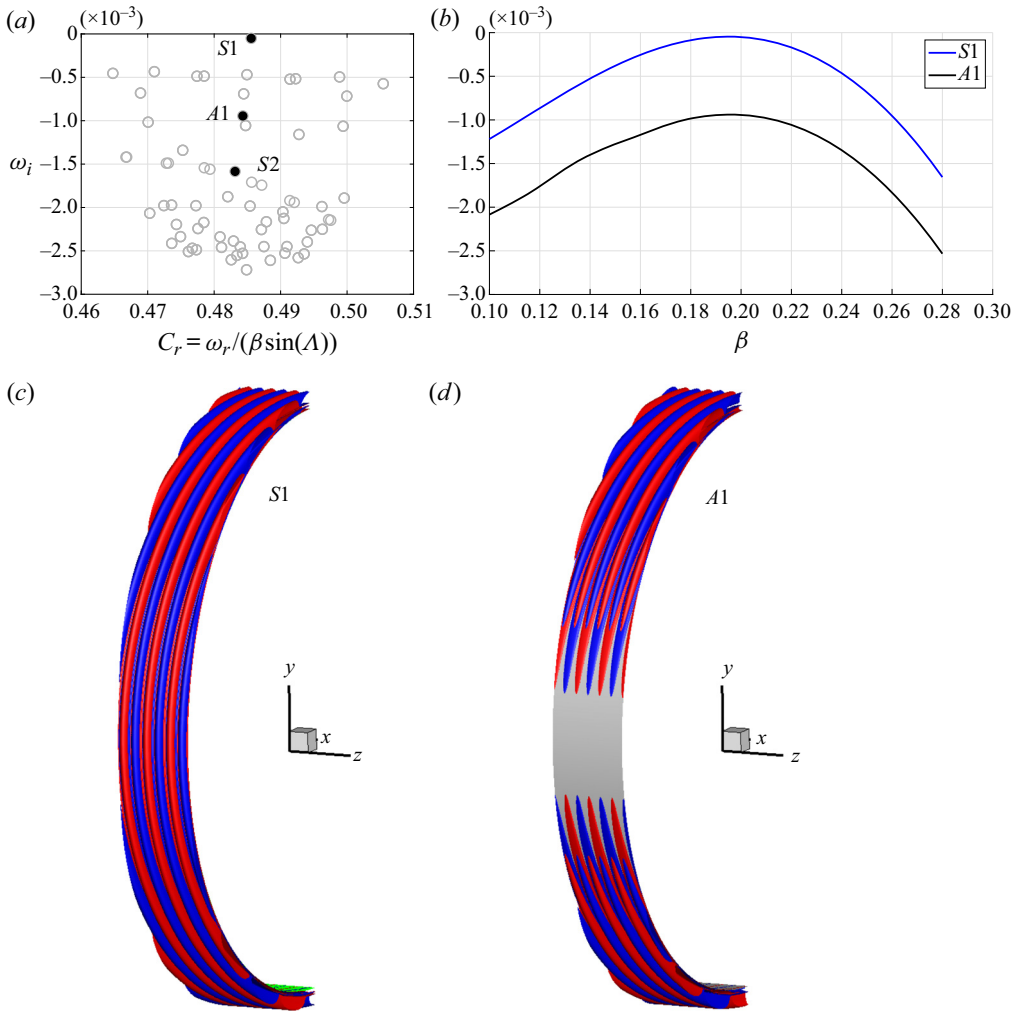 (a)
(×10⁻³)
0
−0.5
−1.0
−1.5
−2.0
−2.5
−3.0
ωᵢ
S1
A1
S2
0.46 0.47 0.48 0.49 0.50 0.51
Cᵣ = ωᵣ/(β sin(Λ))
(b)
(×10⁻³)
0
−0.5
−1.0
−1.5
−2.0
−2.5
−3.0
S1
A1
0.10 0.12 0.14 0.16 0.18 0.20 0.22 0.24 0.26 0.28 0.30
β
(c)
S1
y
x
z
(d)
A1
y
x
z